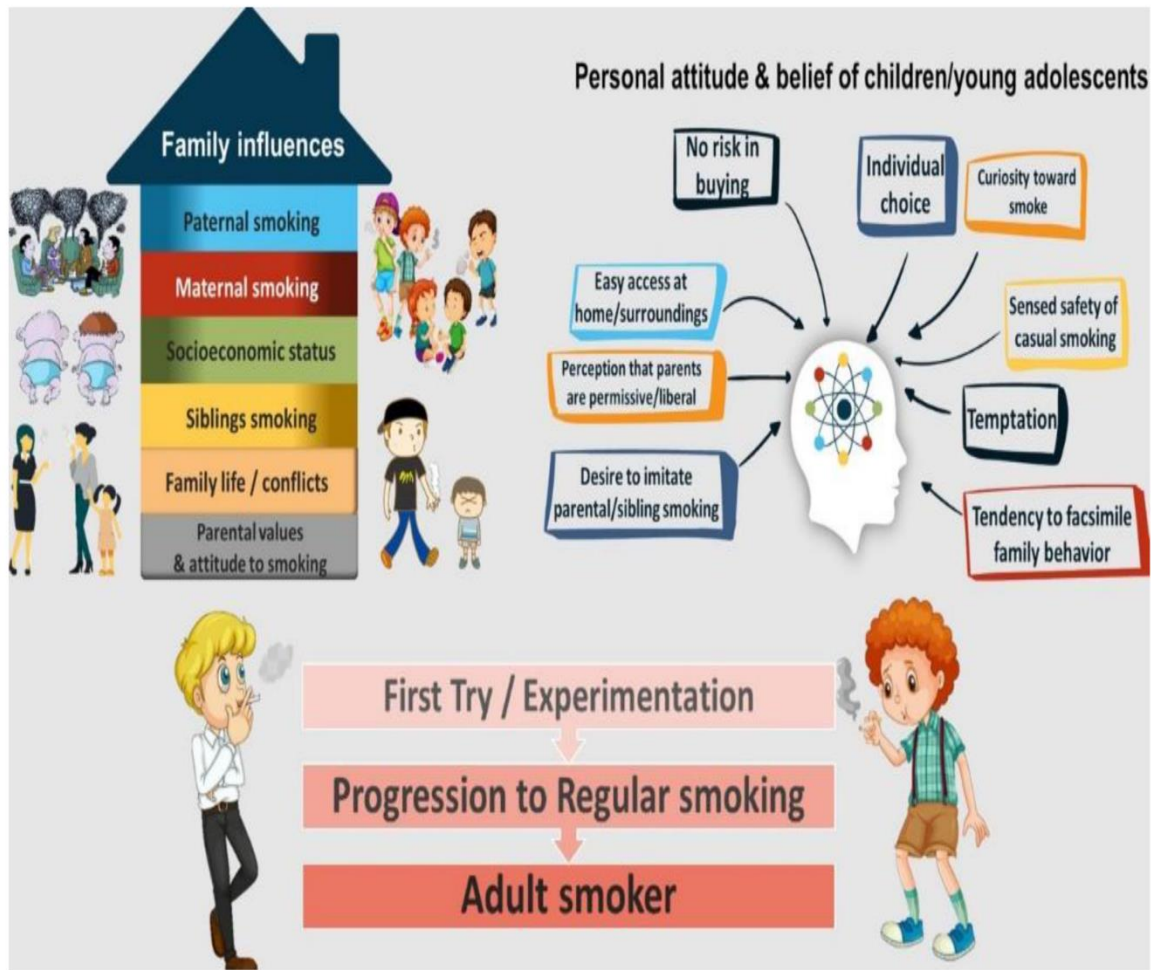 Family influences
Paternal smoking
Maternal smoking
Socioeconomic status
Siblings smoking
Family life / conflicts
Parental values
& attitude to smoking
Personal attitude & belief of children/young adolescents
No risk in
buying
Individual
choice
Curiosity toward
smoke
Easy access at
home/surroundings
Sensed safety of
casual smoking
Perception that parents
are permissive/liberal
Temptation
Desire to imitate
parental/sibling smoking
Tendency to facsimile
family behavior
First Try / Experimentation
Progression to Regular smoking
Adult smoker